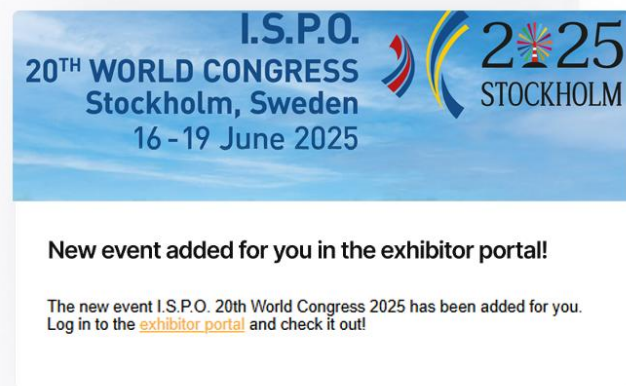 I.S.P.O.
20TH WORLD CONGRESS
Stockholm, Sweden
16 - 19 June 2025
2025
STOCKHOLM
New event added for you in the exhibitor portal!
The new event I.S.P.O. 20th World Congress 2025 has been added for you.
Log in to the exhibitor portal and check it out!